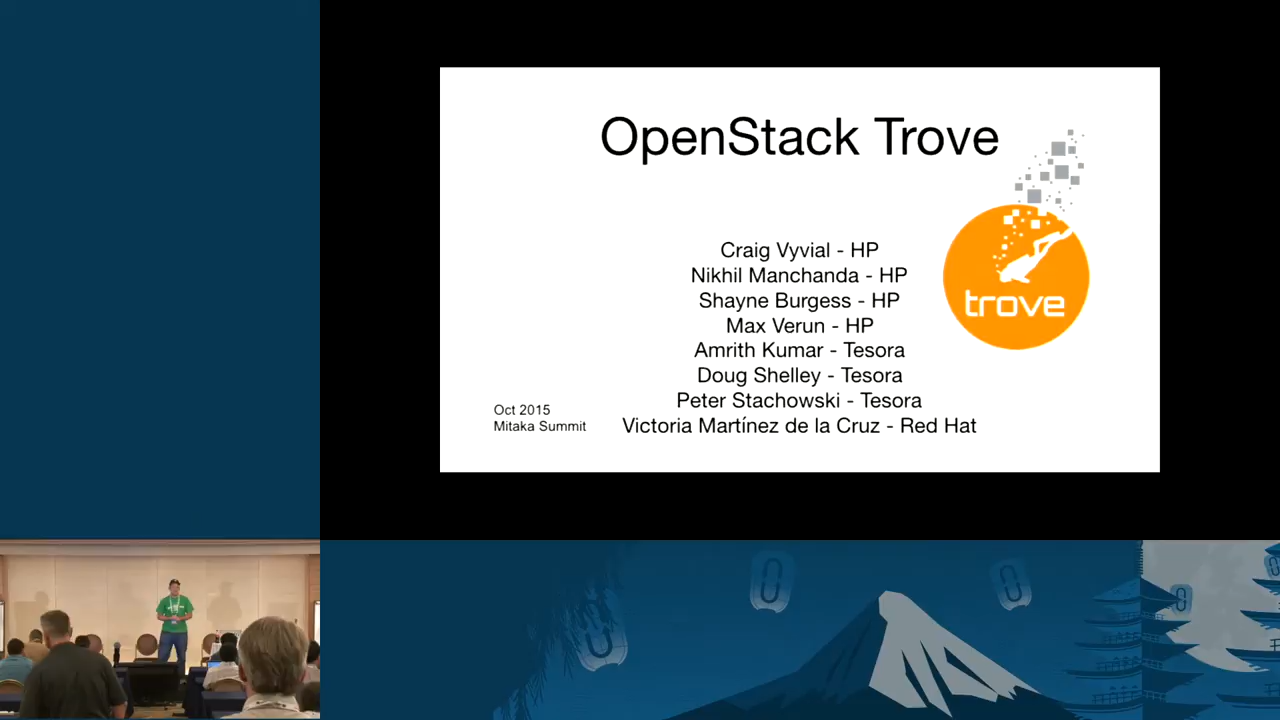 OpenStack Trove
trove
Craig Vyvial - HP
Nikhil Manchanda - HP
Shayne Burgess - HP
Max Verun - HP
Amrith Kumar - Tesora
Doug Shelley - Tesora
Peter Stachowski - Tesora
Victoria Martínez de la Cruz - Red Hat
Oct 2015
Mitaka Summit